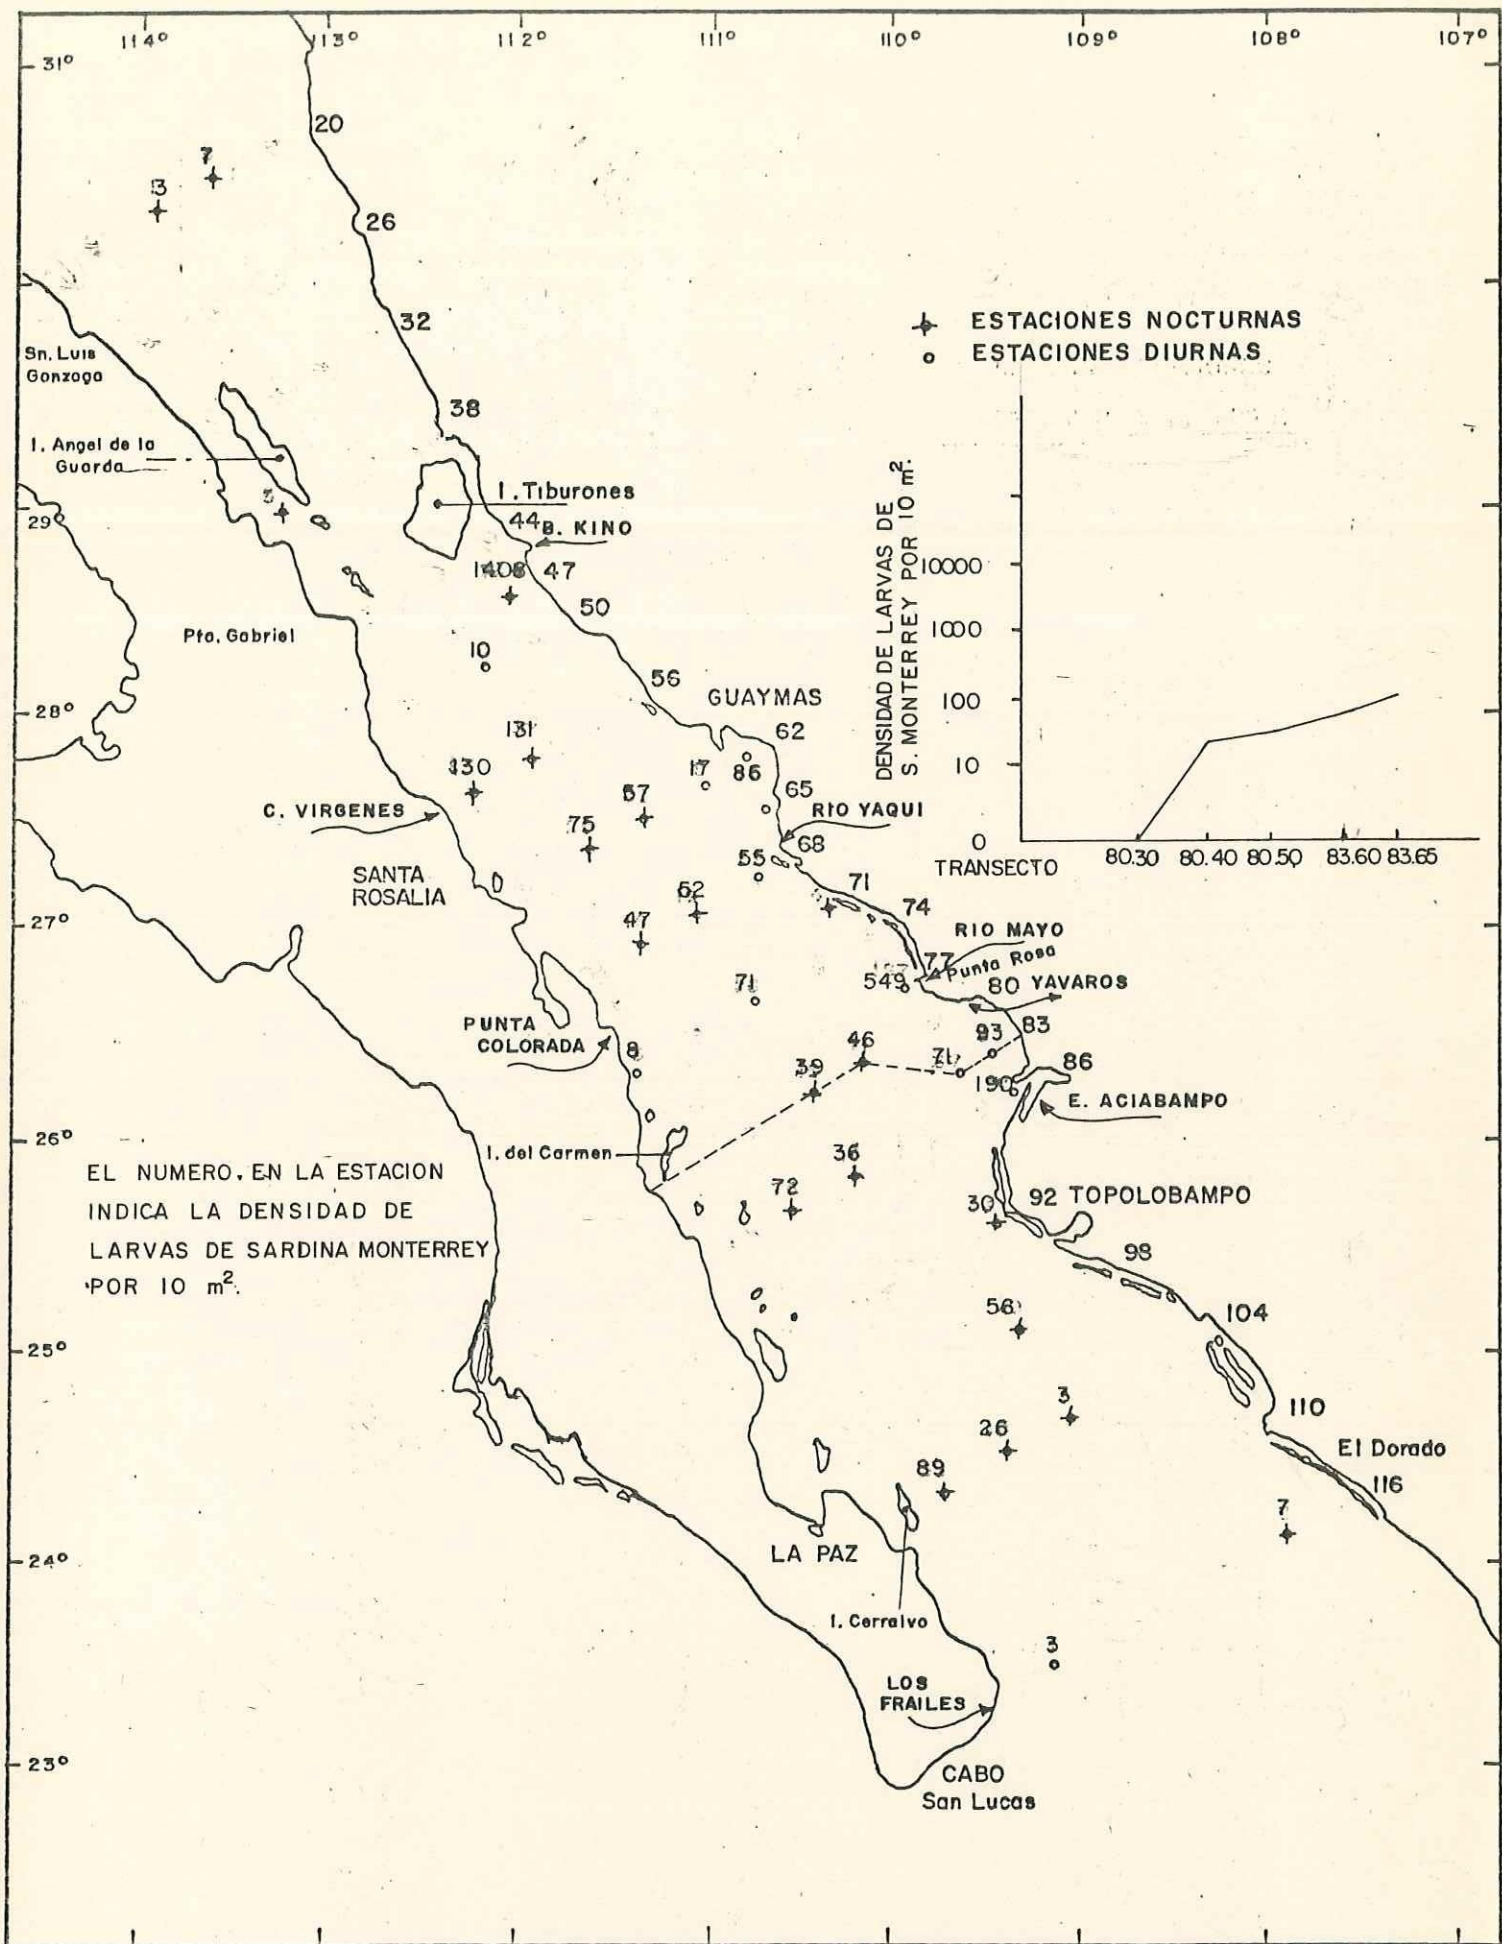 114° 113° 112° 111° 110° 109° 108° 107°
31°
20
7
26
32
ESTACIONES NOCTURNAS
ESTACIONES DIURNAS
Sn. Luis
Gonzaga
38
I. Angel de la
Guarda
I. Tiburones
29°
44
B. KINO
47
50
10
Pta. Gabriel
56
GUAYMAS
28°
62
131
130
17
86
65
C. VIRGENES
RIO YAQUI
75
68
55
SANTA
ROSALIA
71
74
47
27°
RIO MAYO
77
Punta Rosa
549
71
80 YAVAROS
PUNTA
COLORADA
8
46
93
83
39
71
86
190
E. ACIABAMPO
26°
I. del Carmen
36
72
30
92 TOPOLOBAMPO
EL NUMERO. EN LA ESTACION
INDICA LA DENSIDAD DE
LARVAS DE SARDINA MONTERREY
POR 10 m².
98
56
104
25°
3
110
26
El Dorado
89
116
7
24°
LA PAZ
I. Cerralvo
3
LOS
FRAILES
23°
CABO
San Lucas
DENSIDAD DE LARVAS DE
S. MONTERREY POR 10 m².
10000
1000
100
10
0
TRANSECTO
80.30 80.40 80.50 83.60 83.65